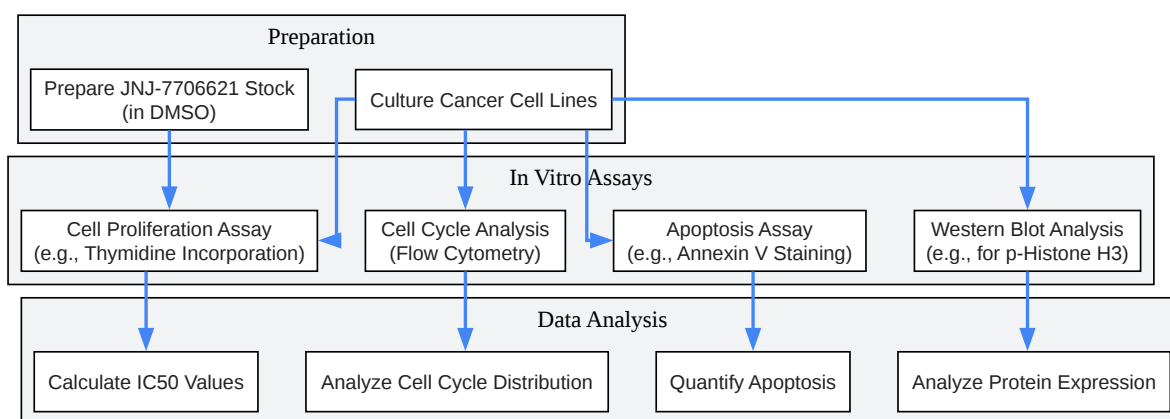 Preparation
Prepare JNJ-7706621 Stock
(in DMSO)
Culture Cancer Cell Lines
In Vitro Assays
Cell Proliferation Assay
(e.g., Thymidine Incorporation)
Cell Cycle Analysis
(Flow Cytometry)
Apoptosis Assay
(e.g., Annexin V Staining)
Western Blot Analysis
(e.g., for p-Histone H3)
Data Analysis
Calculate IC50 Values
Analyze Cell Cycle Distribution
Quantify Apoptosis
Analyze Protein Expression